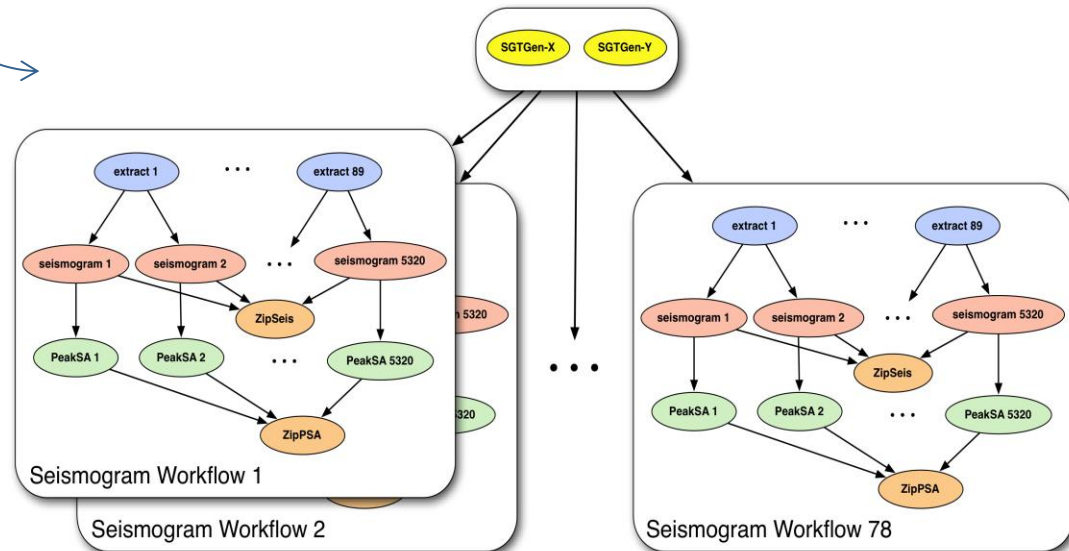 SGTGen-X SGTGen-Y
extract 1 ... extract 89
seismogram 1 seismogram 2 ... seismogram 5320
ZipSeis
PeakSA 1 PeakSA 2 ... PeakSA 5320
ZipPSA
Seismogram Workflow 1
5320
5320
Seismogram Workflow 2
...
extract 1 ... extract 89
seismogram 1 seismogram 2 ... seismogram 5320
ZipSeis
PeakSA 1 PeakSA 2 ... PeakSA 5320
ZipPSA
Seismogram Workflow 78